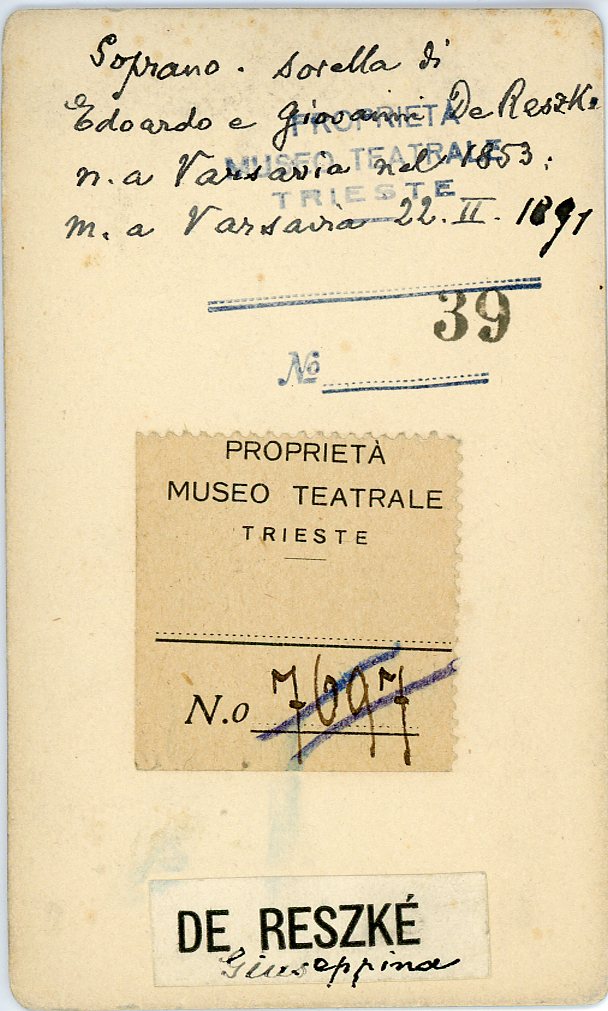 Soprano. sorella di
Edoardo e Giovanni De Reszke
n. a Varsavia nel 1853.
m. a Varsavia 22. II. 1891
PROPRIETÀ
MUSEO TEATRALE
TRIESTE
39
No
PROPRIETÀ
MUSEO TEATRALE
TRIESTE
N.o 7697
DE RESZKÉ
Giuseppina